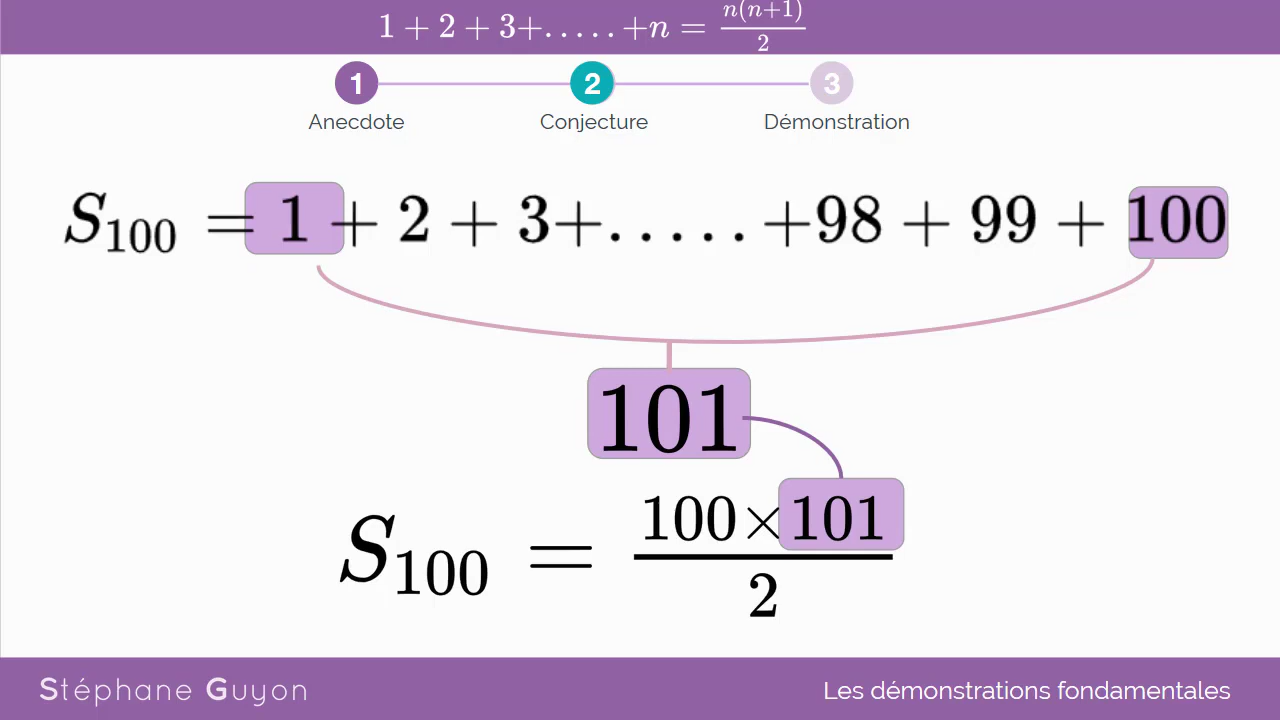 1 + 2 + 3+.....+n = n(n+1)/2
1 2 3
Anecdote Conjecture Démonstration
S₁₀₀ = 1 + 2 + 3+..... +98 + 99 + 100
101
S₁₀₀ = 100×101/2
Stéphane Guyon Les démonstrations fondamentales